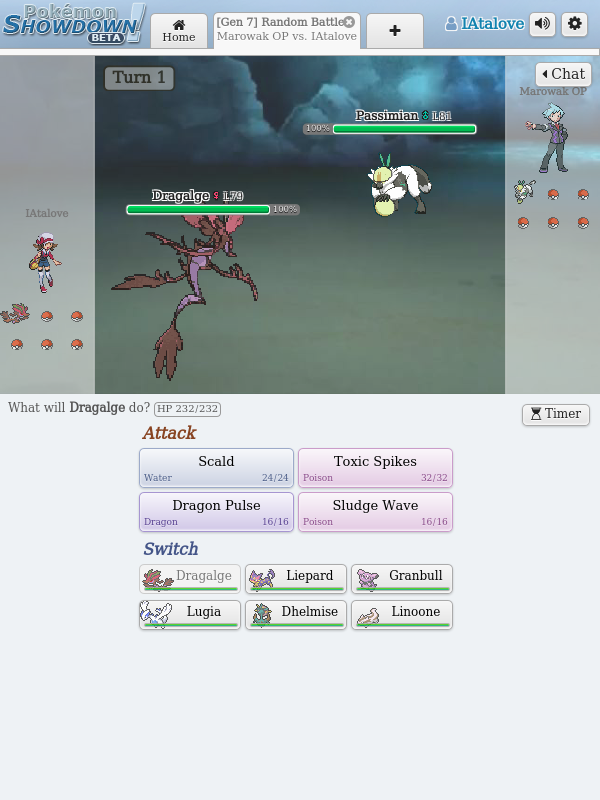 Pokémon
SHOWDOWN!
BETA
Home
[Gen 7] Random Battle
Marowak OP vs. IAtalove
IAtalove
Turn 1
Chat
Marowak OP
Passimian L81
100%
Dragalge L79
100%
IAtalove
What will Dragalge do? HP 232/232
Timer
Attack
Scald
Water 24/24
Toxic Spikes
Poison 32/32
Dragon Pulse
Dragon 16/16
Sludge Wave
Poison 16/16
Switch
Dragalge
Liepard
Granbull
Lugia
Dhelmise
Linoone